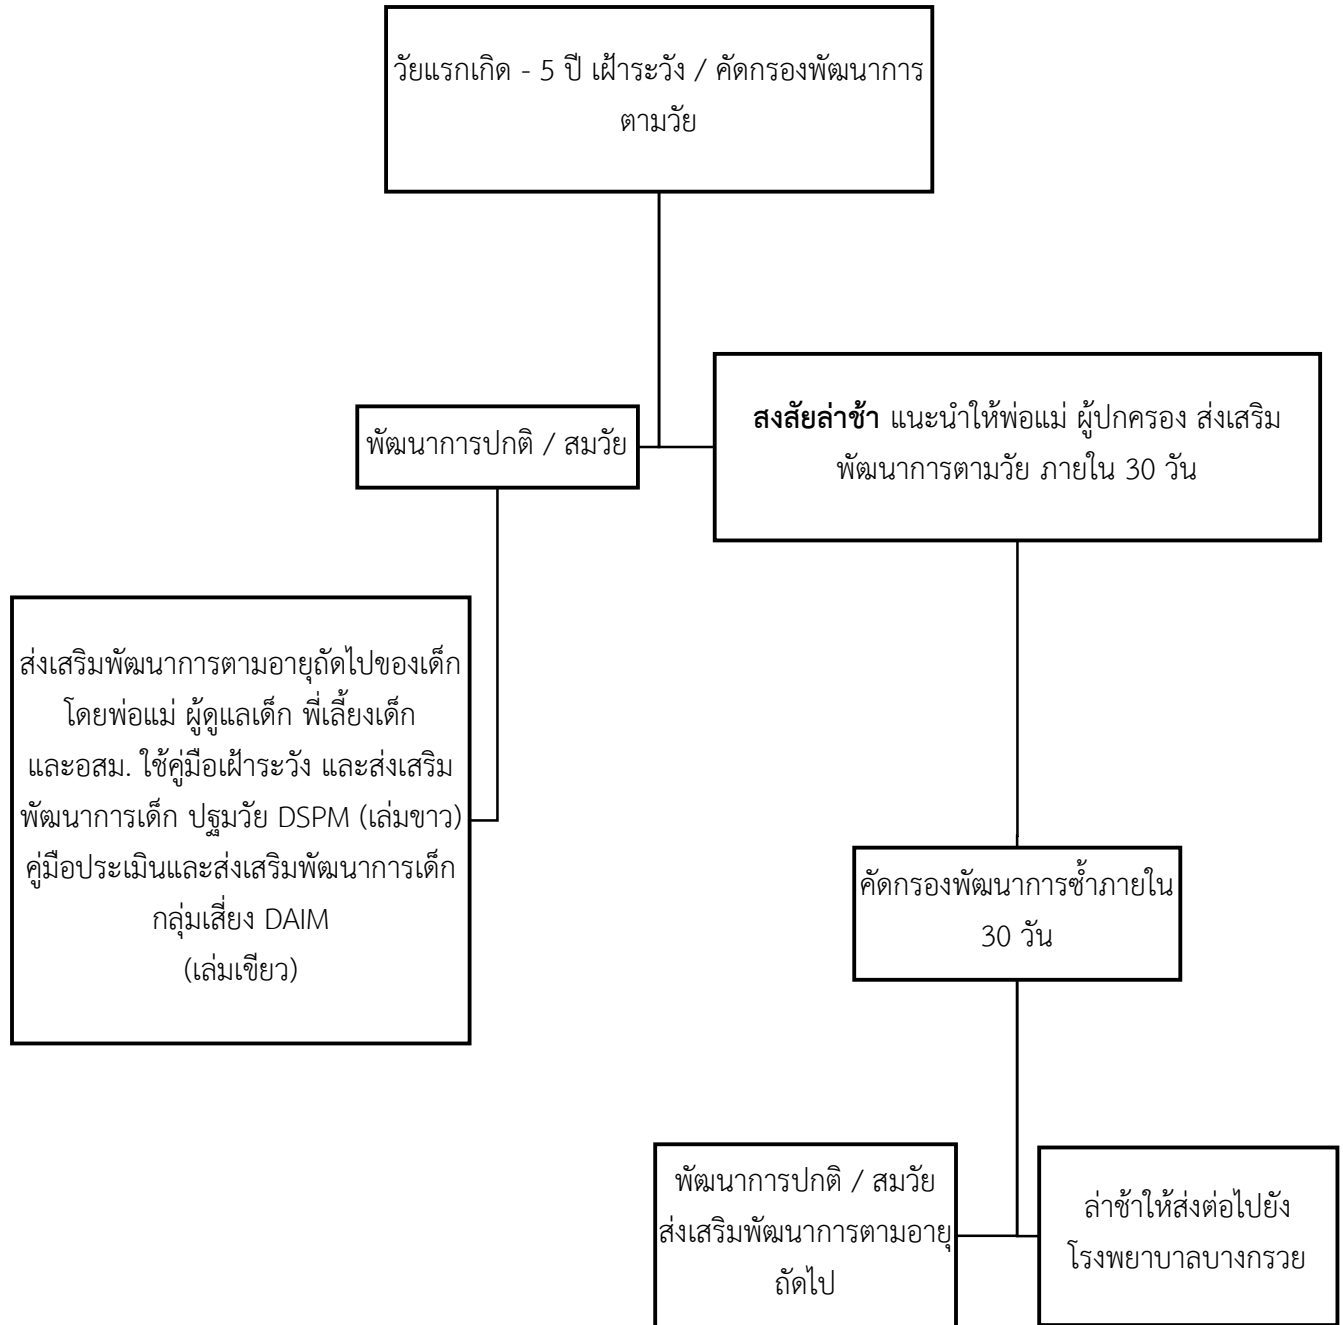 วัยแรกเกิด - 5 ปี เฝ้าระวัง / คัดกรองพัฒนาการ
ตามวัย
พัฒนาการปกติ / สมวัย
สงสัยล่าช้า แนะนำให้พ่อแม่ ผู้ปกครอง ส่งเสริม
พัฒนาการตามวัย ภายใน 30 วัน
ส่งเสริมพัฒนาการตามอายุถัดไปของเด็ก
โดยพ่อแม่ ผู้ดูแลเด็ก พี่เลี้ยงเด็ก
และอสม. ใช้คู่มือเฝ้าระวัง และส่งเสริม
พัฒนาการเด็ก ปฐมวัย DSPM (เล่มขาว)
คู่มือประเมินและส่งเสริมพัฒนาการเด็ก
กลุ่มเสี่ยง DAIM
(เล่มเขียว)
คัดกรองพัฒนาการซ้ำภายใน
30 วัน
พัฒนาการปกติ / สมวัย
ส่งเสริมพัฒนาการตามอายุ
ถัดไป
ล่าช้าให้ส่งต่อไปยัง
โรงพยาบาลบางกรวย